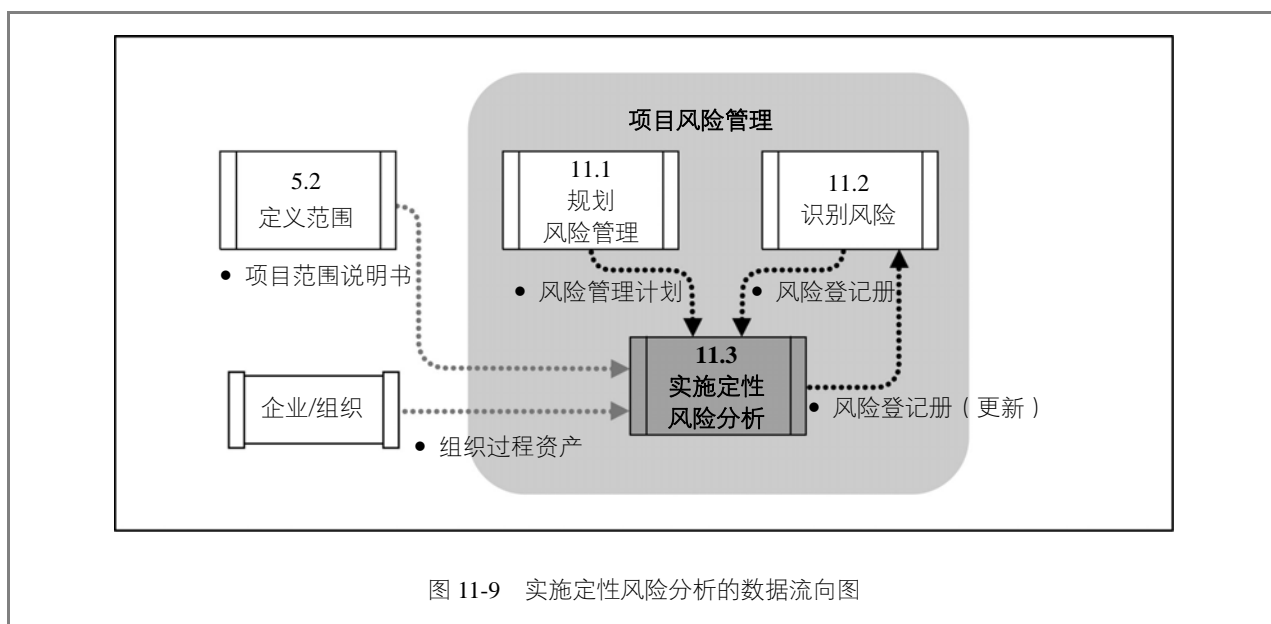 项目风险管理
5.2
定义范围
11.1
规划
风险管理
11.2
识别风险
● 项目范围说明书
● 风险管理计划
● 风险登记册
11.3
实施定性
风险分析
企业/组织
● 风险登记册（更新）
● 组织过程资产
图 11-9 实施定性风险分析的数据流向图